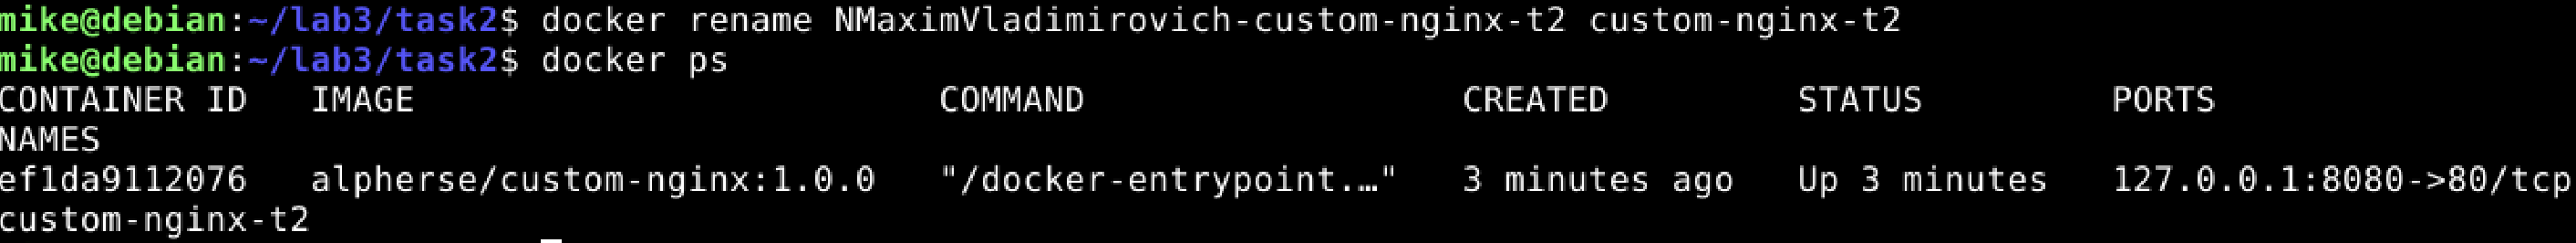 mike@debian:~/lab3/task2$ docker rename NMaximVladimirovich-custom-nginx-t2 custom-nginx-t2
mike@debian:~/lab3/task2$ docker ps
CONTAINER ID   IMAGE                          COMMAND                  CREATED         STATUS         PORTS
NAMES
ef1da9112076   alpherse/custom-nginx:1.0.0   "/docker-entrypoint.…"   3 minutes ago   Up 3 minutes   127.0.0.1:8080->80/tcp
custom-nginx-t2